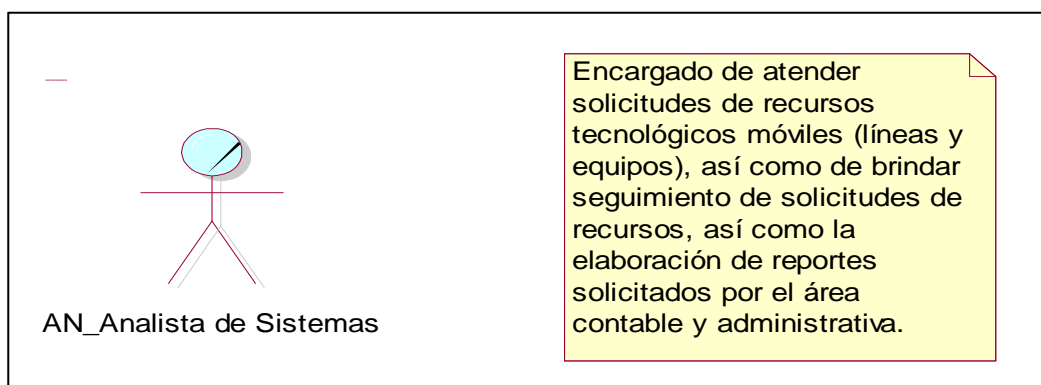 Encargado de atender
solicitudes de recursos
tecnológicos móviles (líneas y
equipos), así como de brindar
seguimiento de solicitudes de
recursos, así como la
elaboración de reportes
solicitados por el área
contable y administrativa.
AN_Analista de Sistemas